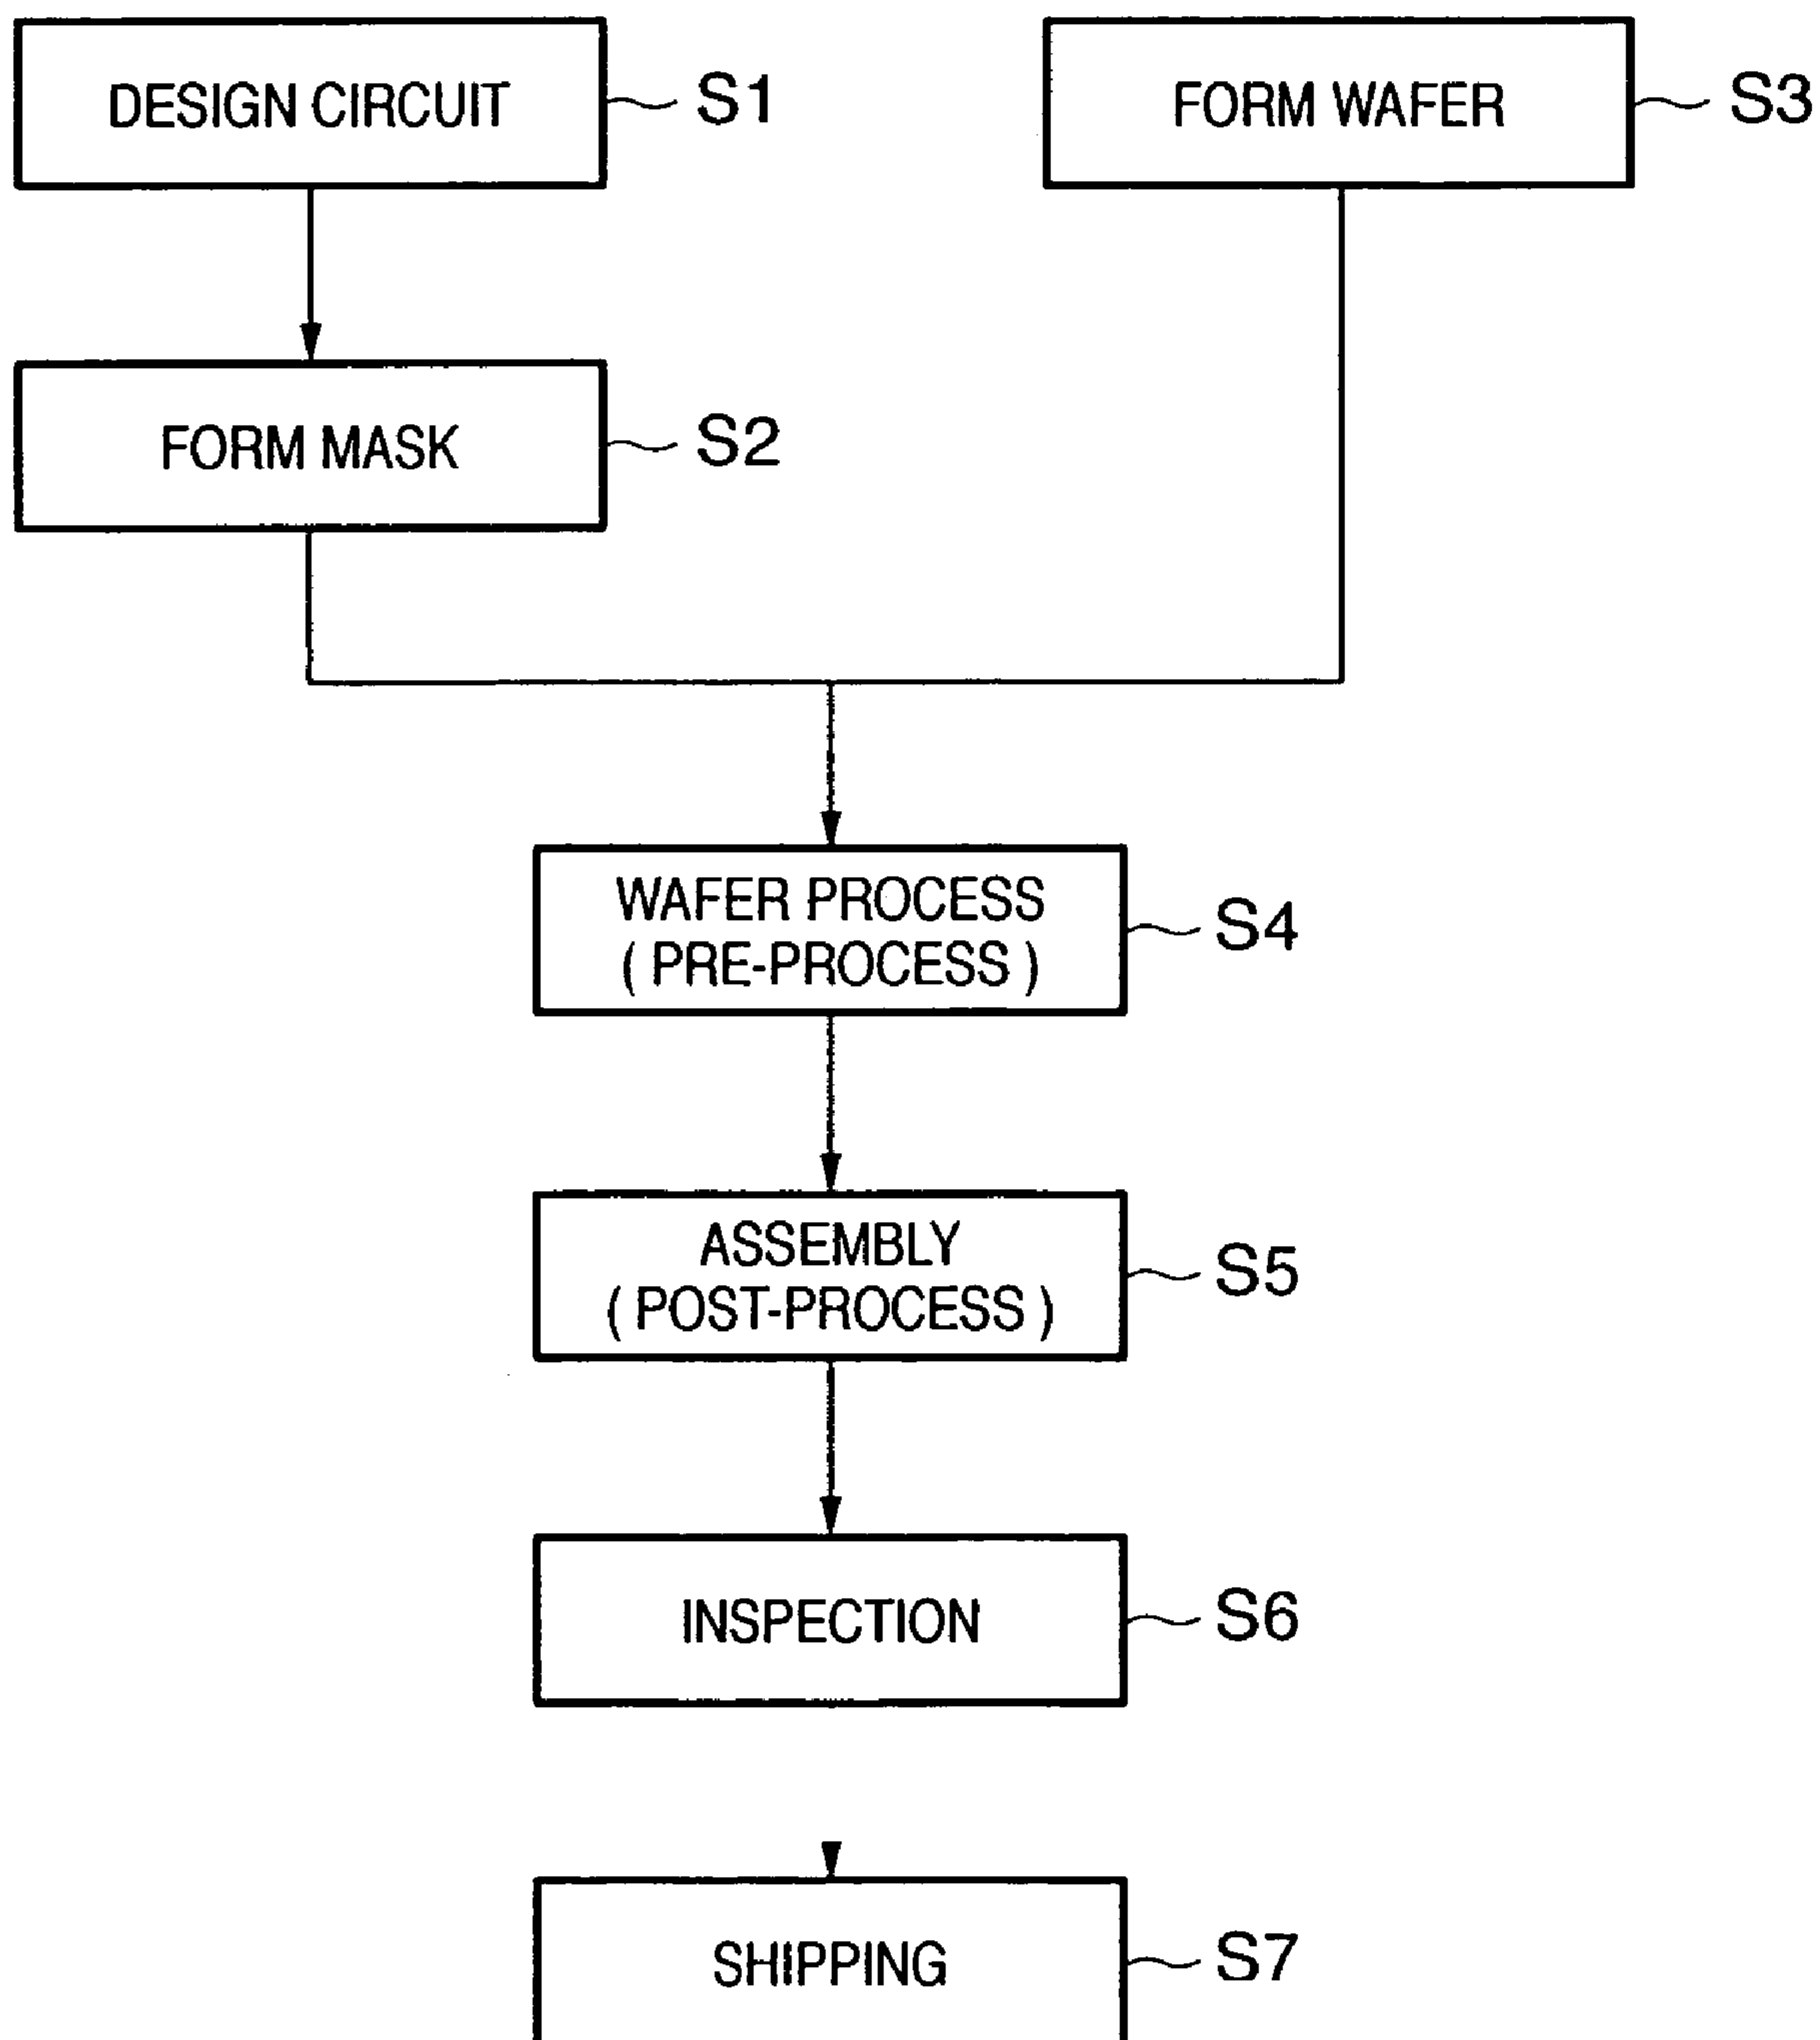 DESIGN CIRCUIT S1
FORM WAFER S3
FORM MASK S2
WAFER PROCESS
( PRE-PROCESS ) S4
ASSEMBLY
( POST-PROCESS ) S5
INSPECTION S6
SHIPPING S7